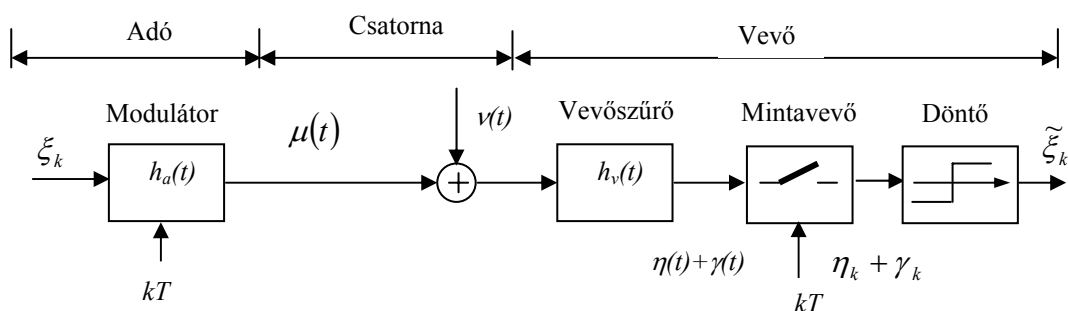 Adó
Csatorna
Vevő
Modulátor
μ(t)
ν(t)
Vevőszűrő
Mintavevő
Döntő
ξ_k
h_a(t)
+
h_v(t)
ξ̃_k
kT
η(t)+γ(t)
kT
η_k + γ_k